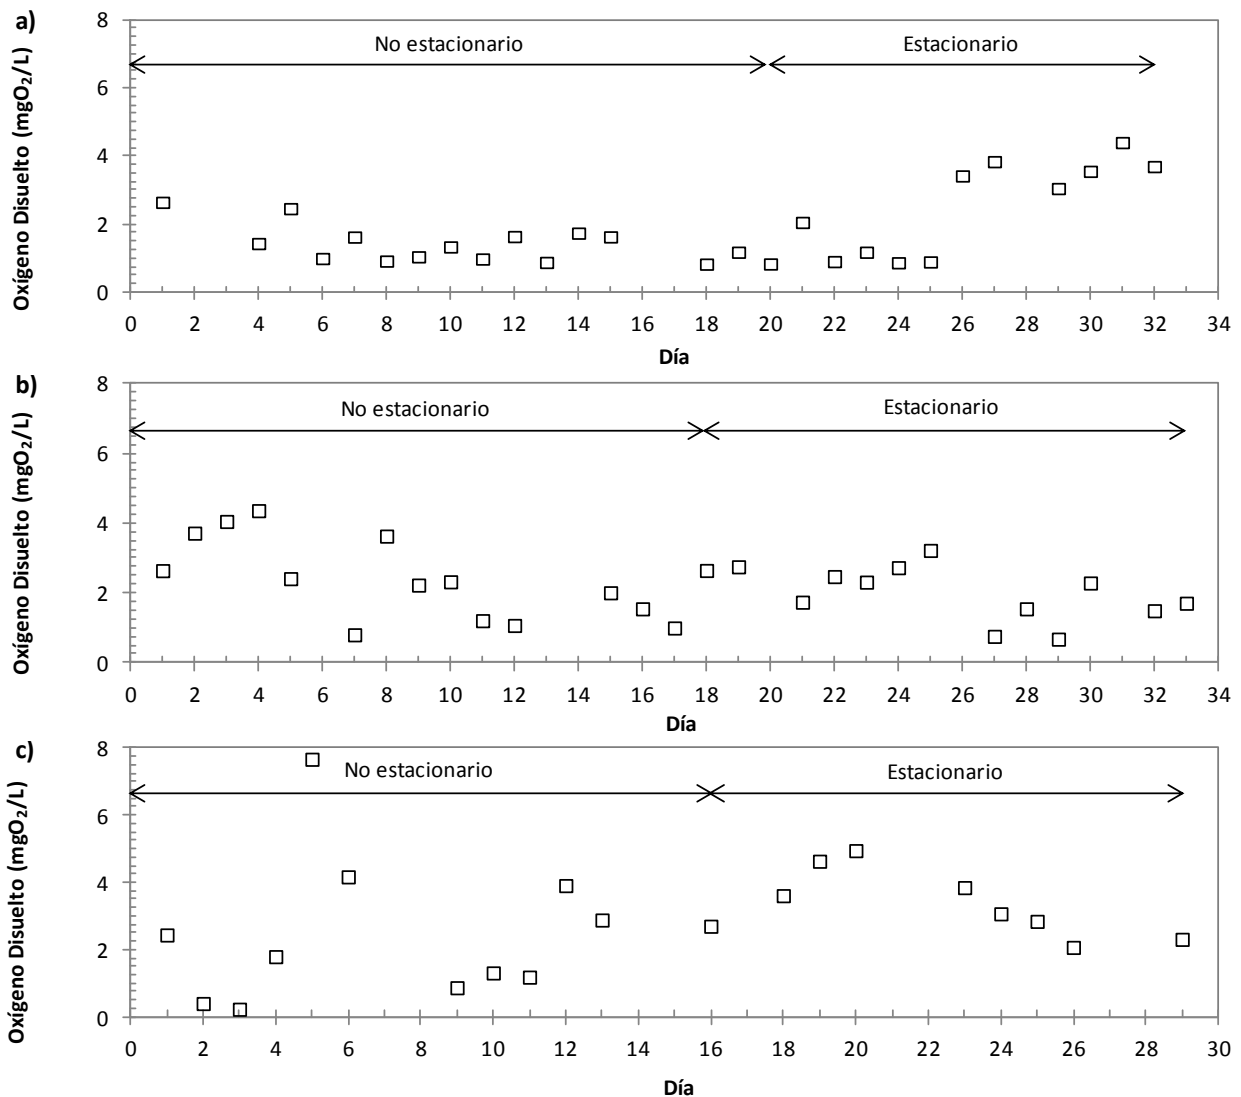 a)
Oxígeno Disuelto (mgO₂/L)
8
6
4
2
0
No estacionario
Estacionario
0 2 4 6 8 10 12 14 16 18 20 22 24 26 28 30 32 34
Día
b)
Oxígeno Disuelto (mgO₂/L)
8
6
4
2
0
No estacionario
Estacionario
0 2 4 6 8 10 12 14 16 18 20 22 24 26 28 30 32 34
Día
c)
Oxígeno Disuelto (mgO₂/L)
8
6
4
2
0
No estacionario
Estacionario
0 2 4 6 8 10 12 14 16 18 20 22 24 26 28 30
Día